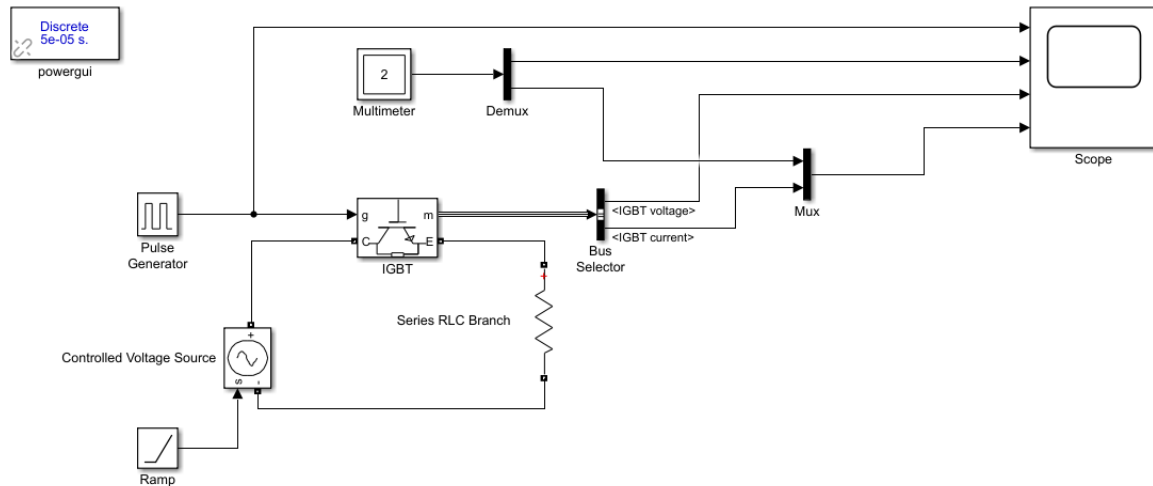 Discrete
5e-05 s.
powergui
2
Multimeter
Demux
Scope
Mux
Pulse
Generator
g
m
C
E
IGBT
<IGBT voltage>
<IGBT current>
Bus
Selector
Series RLC Branch
Controlled Voltage Source
+
s
-
+
Ramp